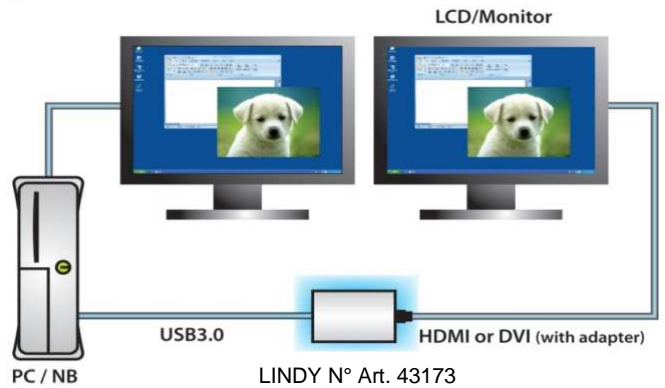 LCD/Monitor
USB3.0
HDMI or DVI (with adapter)
PC / NB
LINDY N° Art. 43173